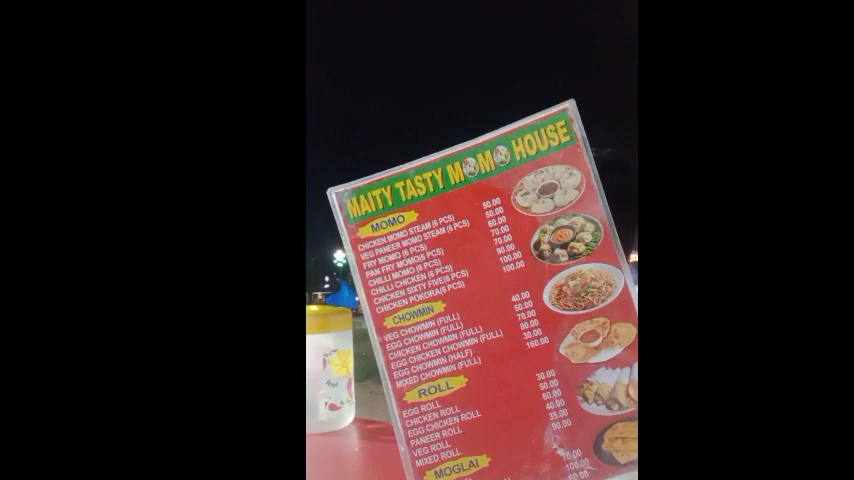 MAITY TASTY MOMO HOUSE
MOMO
CHICKEN MOMO STEAM (6 PCS) 50.00
VEG PANEER MOMO STEAM (6 PCS) 50.00
FRY MOMO (6 PCS) 60.00
PAN FRY MOMO(6 PCS) 70.00
CHILLI MOMO (6 PCS) 70.00
CHILLI CHICKEN (6 PCS) 90.00
CHICKEN SIXTY FIVE(6 PCS) 100.00
CHICKEN POKORA(6 PCS) 100.00
CHOWMIN
VEG CHOWMIN (FULL) 40.00
EGG CHOWMIN (FULL) 50.00
CHICKEN CHOWMIN (FULL) 70.00
EGG CHICKEN CHOWMIN (FULL) 80.00
EGG CHOWMIN (HALF) 30.00
MIXED CHOWMIN (FULL) 160.00
ROLL
EGG ROLL 30.00
CHICKEN ROLL 50.00
EGG CHICKEN ROLL 60.00
PANEER ROLL 40.00
VEG ROLL 35.00
MIXED ROLL 90.00
MOGLAI
70.00
100.00
60.00